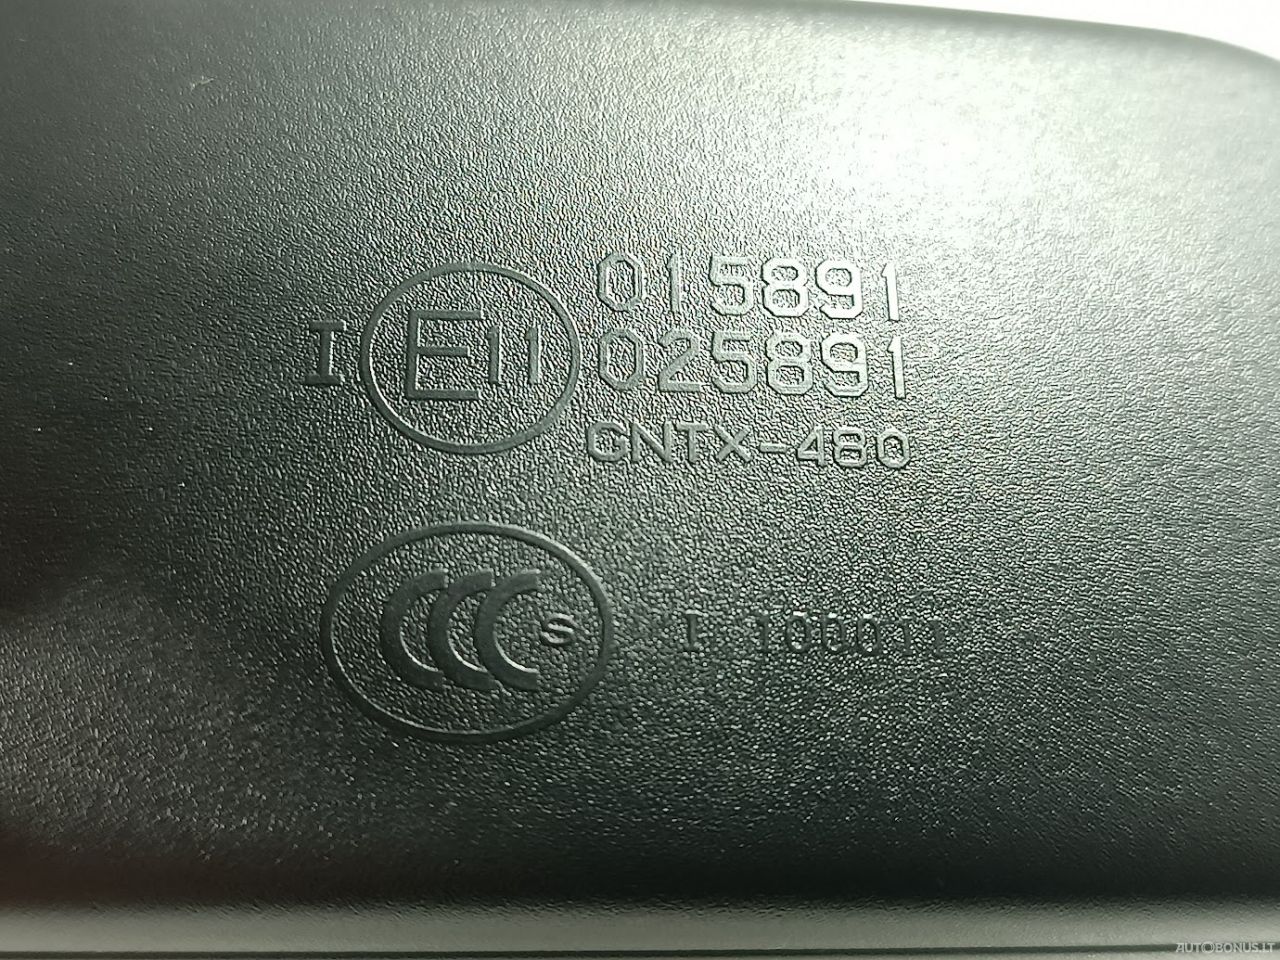 I E11 015891
025891
GNTX-480
CCC S I 100011
AUTOBONUS.LT